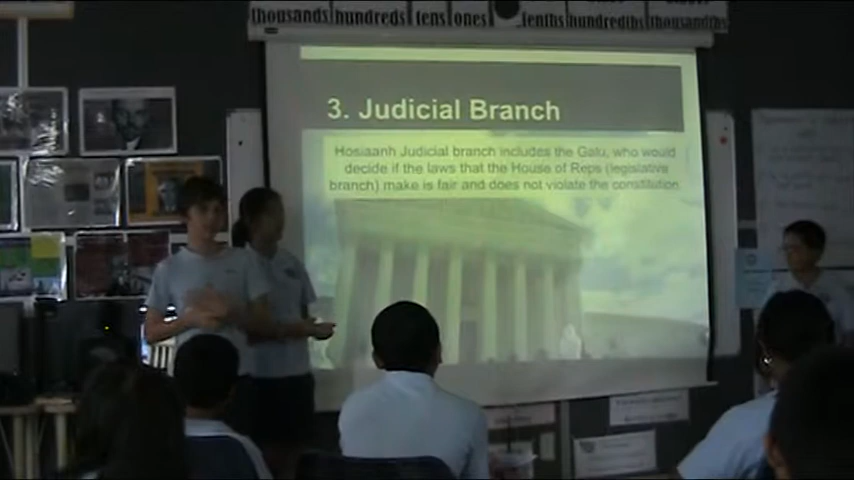 thousands hundreds tens ones tenths hundredths thousandths
3. Judicial Branch
Hosiaanh Judicial branch includes the Galu, who would
decide if the laws that the House of Reps (legislative
branch) make is fair and does not violate the constitution.